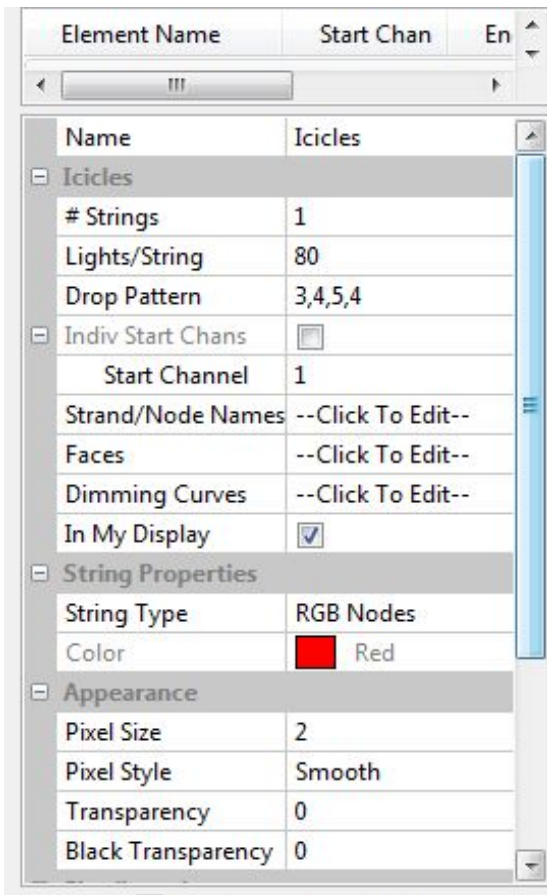 Element Name Start Chan En
Name Icicles
Icicles
# Strings 1
Lights/String 80
Drop Pattern 3,4,5,4
Indiv Start Chans
Start Channel 1
Strand/Node Names --Click To Edit--
Faces --Click To Edit--
Dimming Curves --Click To Edit--
In My Display
String Properties
String Type RGB Nodes
Color Red
Appearance
Pixel Size 2
Pixel Style Smooth
Transparency 0
Black Transparency 0